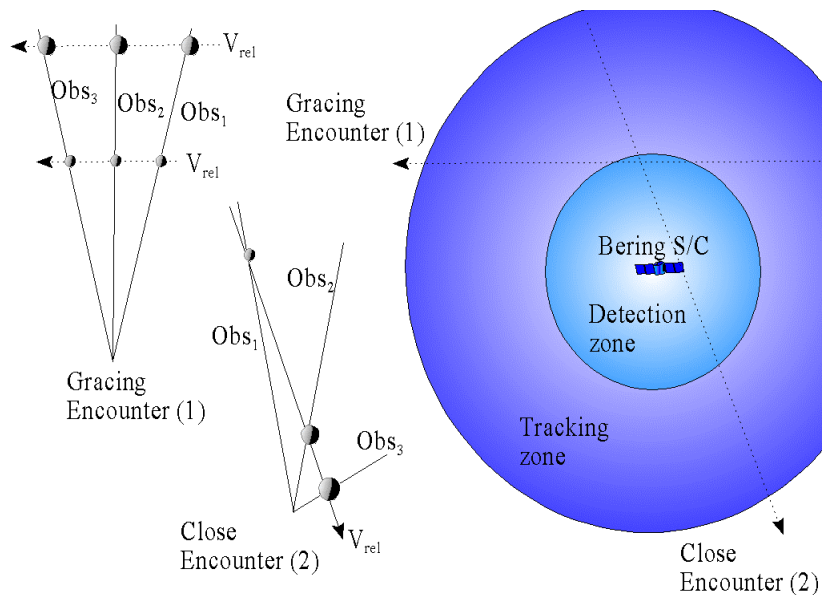 V_rel
Obs_3
Obs_2
Obs_1
V_rel
Gracing
Encounter (1)
Obs_2
Obs_1
Obs_3
Close
Encounter (2)
V_rel
Gracing
Encounter (1)
Bering S/C
Detection
zone
Tracking
zone
Close
Encounter (2)